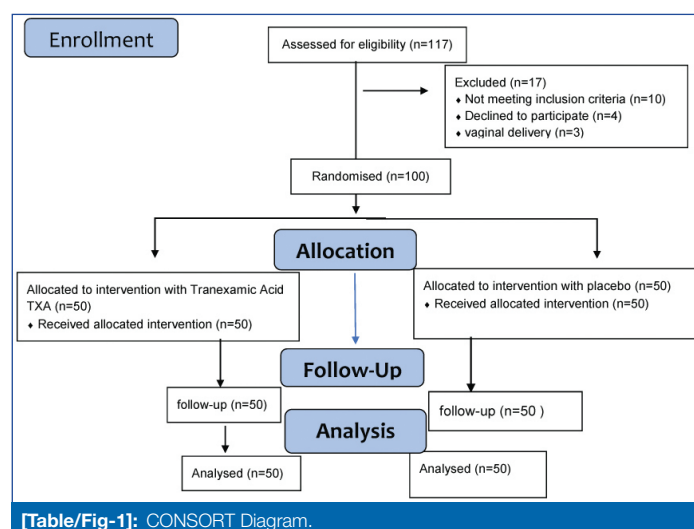 Enrollment
Assessed for eligibility (n=117)
Excluded (n=17)
♦ Not meeting inclusion criteria (n=10)
♦ Declined to participate (n=4)
♦ vaginal delivery (n=3)
Randomised (n=100)
Allocation
Allocated to intervention with Tranexamic Acid
TXA (n=50)
♦ Received allocated intervention (n=50)
Allocated to intervention with placebo (n=50)
♦ Received allocated intervention (n=50)
Follow-Up
follow-up (n=50)
follow-up (n=50 )
Analysis
Analysed (n=50)
Analysed (n=50)
[Table/Fig-1]: CONSORT Diagram.